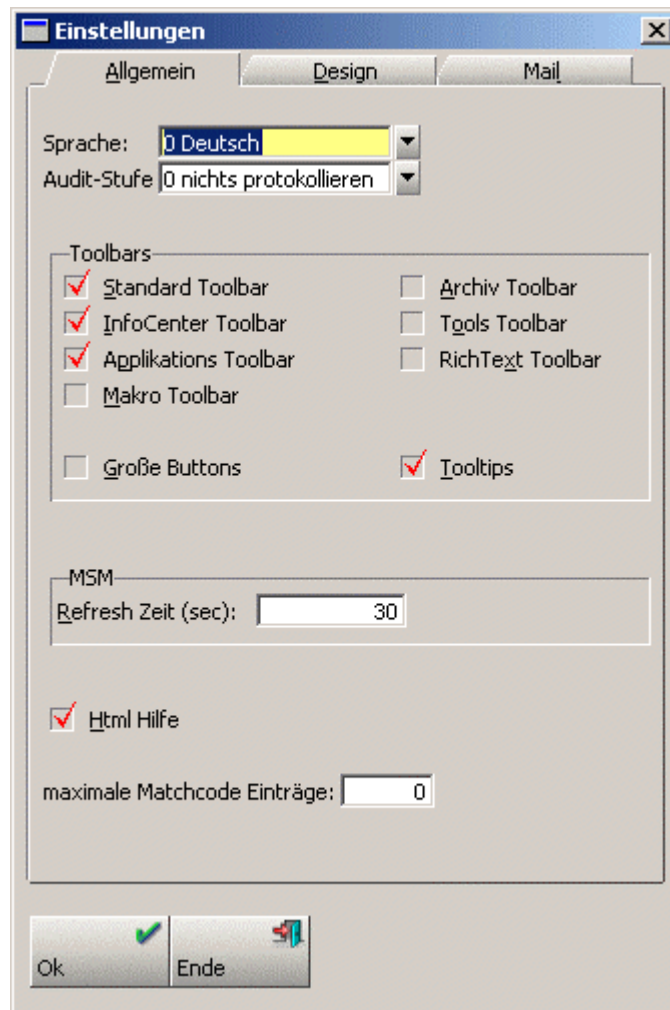 Einstellungen
Allgemein Design Mail
Sprache: 0 Deutsch
Audit-Stufe 0 nichts protokollieren
Toolbars
Standard Toolbar Archiv Toolbar
InfoCenter Toolbar Tools Toolbar
Applikations Toolbar RichText Toolbar
Makro Toolbar
Große Buttons Tooltips
MSM
Refresh Zeit (sec): 30
Html Hilfe
maximale Matchcode Einträge: 0
Ok Ende